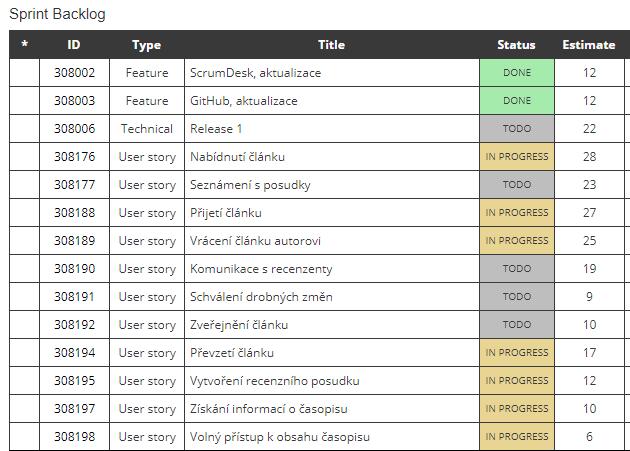 Sprint Backlog
* ID Type Title Status Estimate
308002 Feature ScrumDesk, aktualizace DONE 12
308003 Feature GitHub, aktualizace DONE 12
308006 Technical Release 1 TODO 22
308176 User story Nabídnutí článku IN PROGRESS 28
308177 User story Seznámení s posudky TODO 23
308188 User story Přijetí článku IN PROGRESS 27
308189 User story Vrácení článku autorovi IN PROGRESS 25
308190 User story Komunikace s recenzenty TODO 19
308191 User story Schválení drobných změn TODO 9
308192 User story Zveřejnění článku TODO 10
308194 User story Převzetí článku IN PROGRESS 17
308195 User story Vytvoření recenzního posudku IN PROGRESS 12
308197 User story Získání informací o časopisu IN PROGRESS 10
308198 User story Volný přístup k obsahu časopisu IN PROGRESS 6